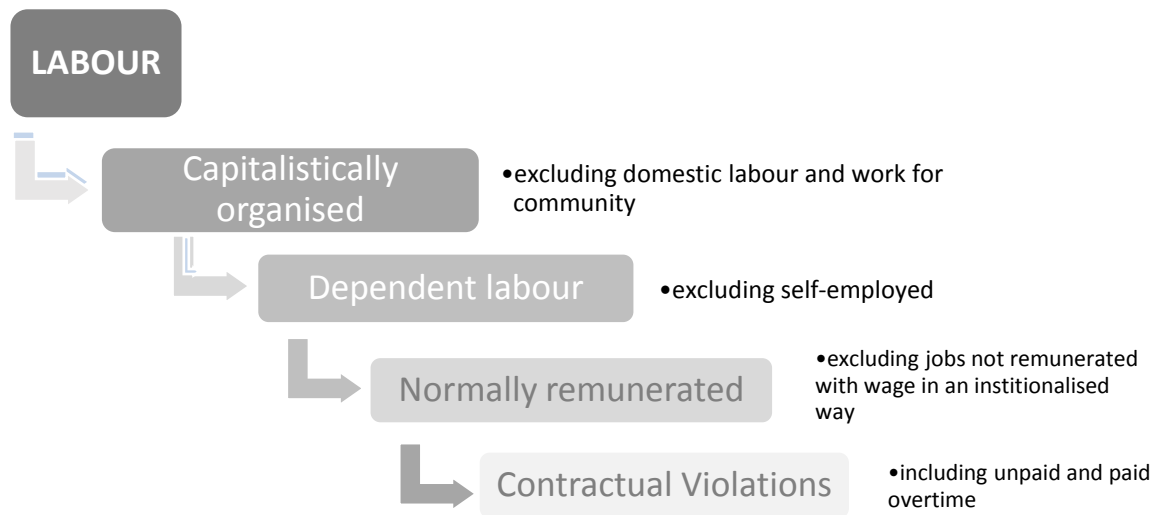 LABOUR
Capitalistically
organised
•excluding domestic labour and work for
community
Dependent labour
•excluding self-employed
Normally remunerated
•excluding jobs not remunerated
with wage in an institionalised
way
Contractual Violations
•including unpaid and paid
overtime